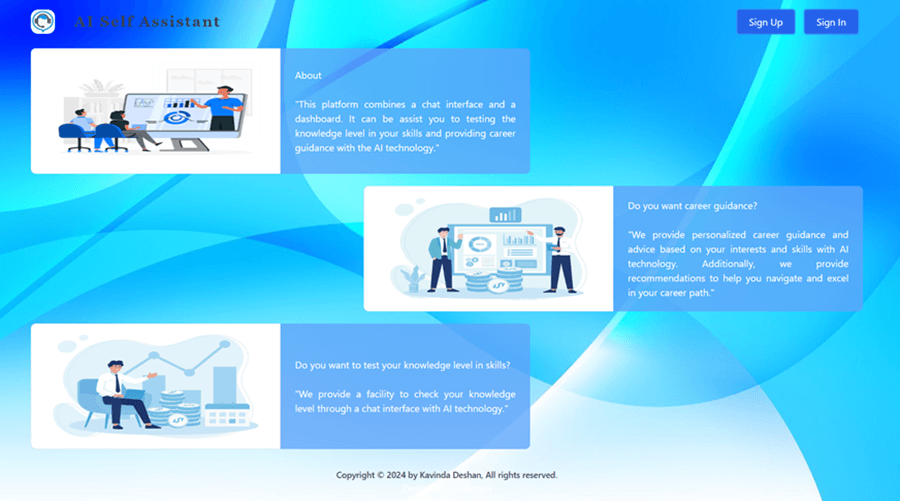 AI Self Assistant
Sign Up
Sign In
About
"This platform combines a chat interface and a
dashboard. It can be assist you to testing the
knowledge level in your skills and providing career
guidance with the AI technology."
Do you want career guidance?
"We provide personalized career guidance and
advice based on your interests and skills with AI
technology. Additionally, we provide
recommendations to help you navigate and excel
in your career path."
Do you want to test your knowledge level in skills?
"We provide a facility to check your knowledge
level through a chat interface with AI technology."
Copyright © 2024 by Kavinda Deshan, All rights reserved.